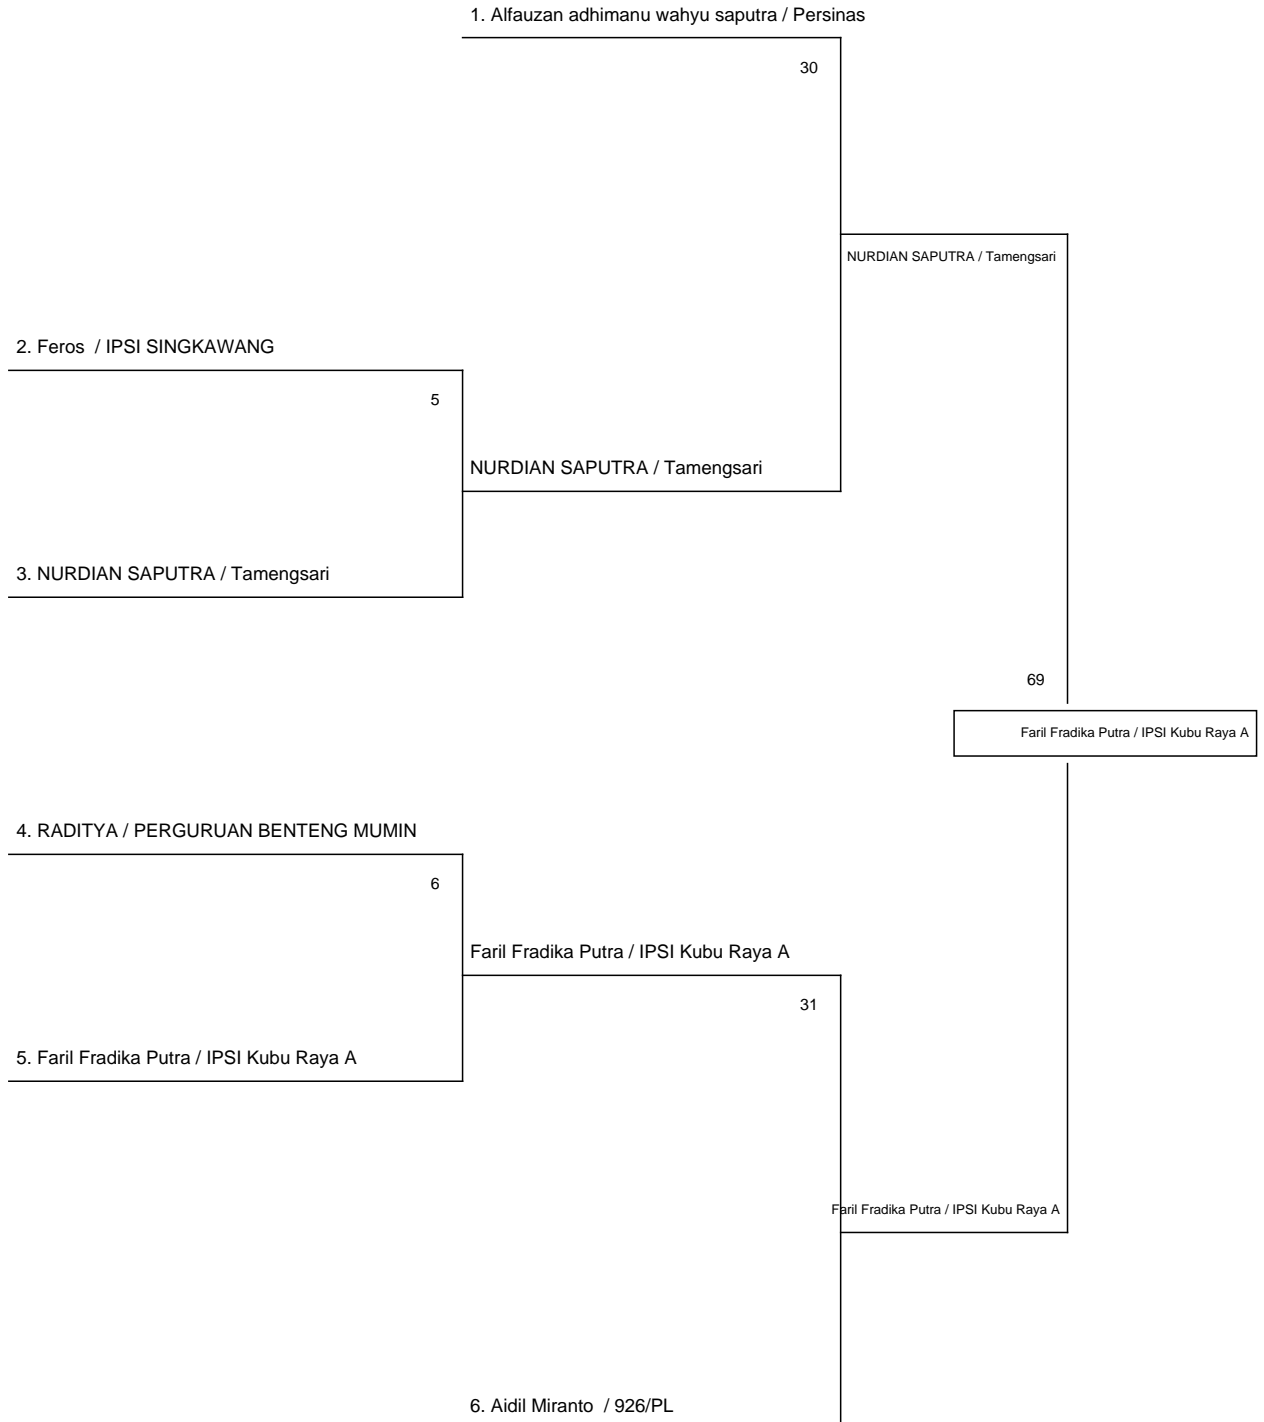 1. Alfauzan adhimanu wahyu saputra / Persinas
30
NURDIAN SAPUTRA / Tamengsari
2. Feros  / IPSI SINGKAWANG
5
NURDIAN SAPUTRA / Tamengsari
3. NURDIAN SAPUTRA / Tamengsari
69
Faril Fradika Putra / IPSI Kubu Raya A
4. RADITYA / PERGURUAN BENTENG MUMIN
6
Faril Fradika Putra / IPSI Kubu Raya A
31
5. Faril Fradika Putra / IPSI Kubu Raya A
Faril Fradika Putra / IPSI Kubu Raya A
6. Aidil Miranto  / 926/PL